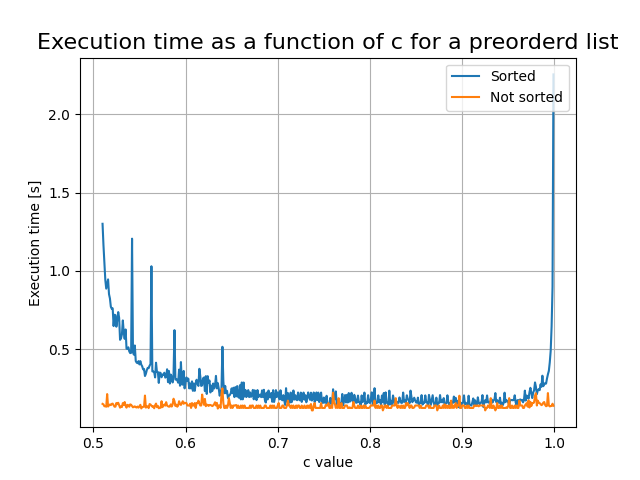 Execution time as a function of c for a preorderd list
Sorted
Not sorted
Execution time [s]
2.0
1.5
1.0
0.5
0.5 0.6 0.7 0.8 0.9 1.0
c value